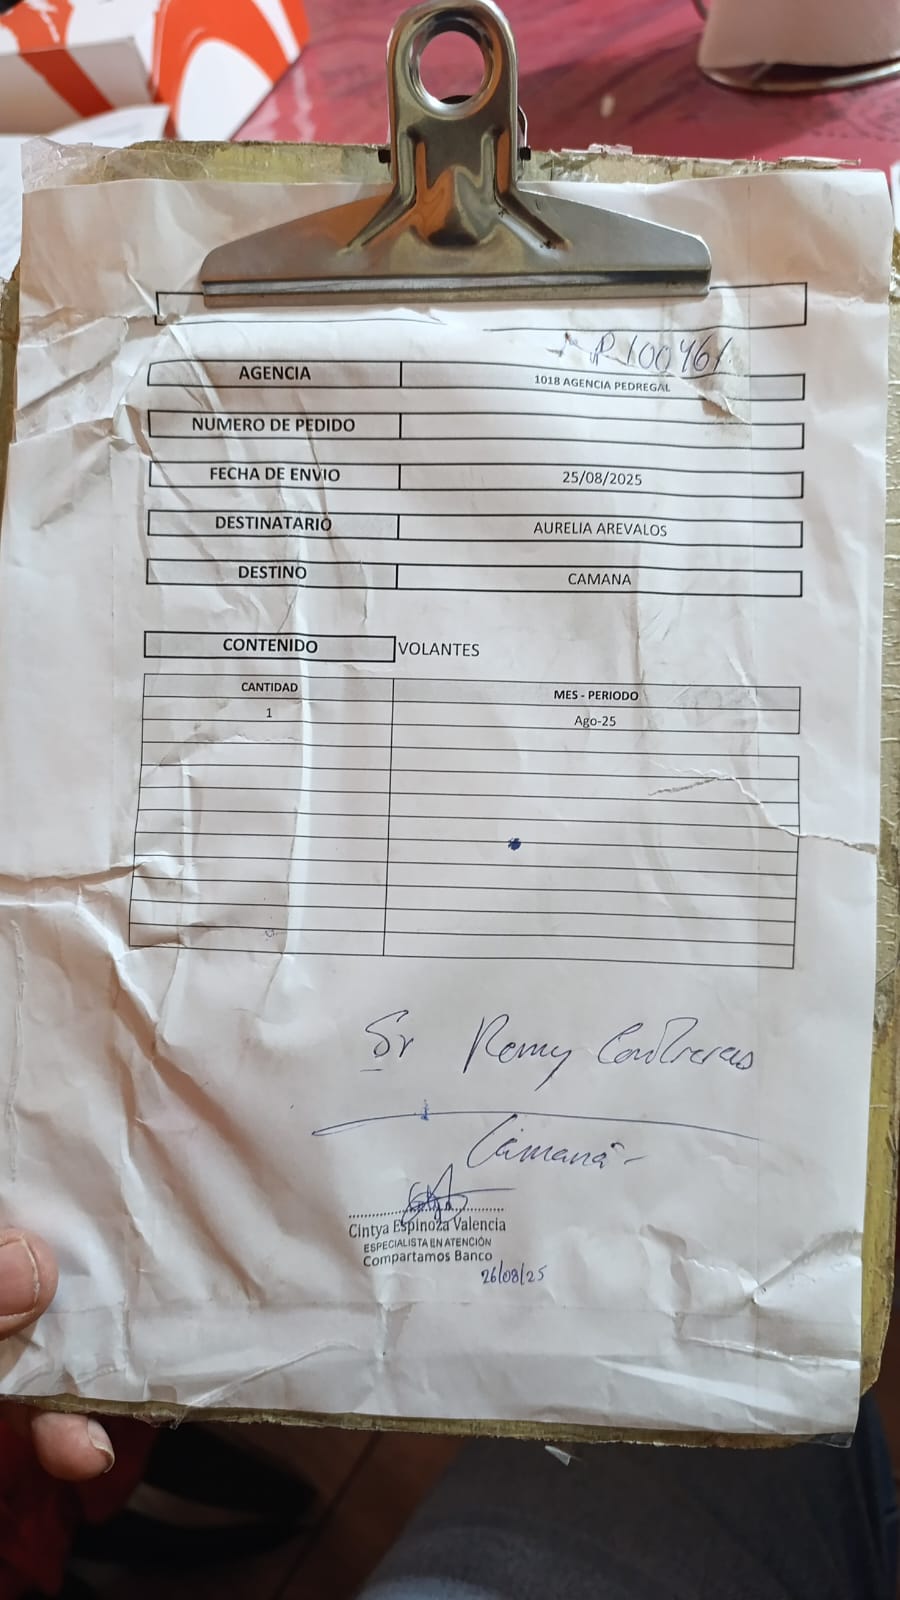 P100961
AGENCIA 1018 AGENCIA PEDREGAL
NUMERO DE PEDIDO
FECHA DE ENVIO 25/08/2025
DESTINATARIO AURELIA AREVALOS
DESTINO CAMANA
CONTENIDO VOLANTES
CANTIDAD MES - PERIODO
1 Ago-25
Sr Remy Contreras
Camaná-
Cintya Espinoza Valencia
ESPECIALISTA EN ATENCIÓN
Compartamos Banco
26/08/25